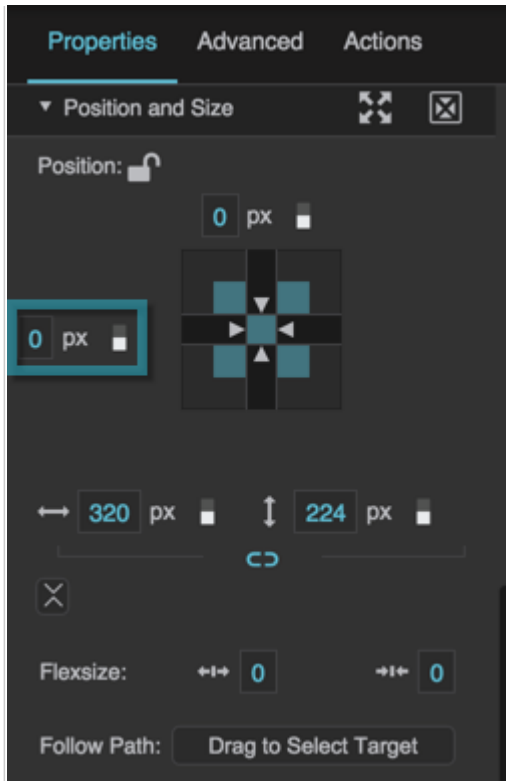 Properties Advanced Actions
Position and Size
Position:
0 px
0 px
320 px 224 px
Flexsize: 0 0
Follow Path: Drag to Select Target